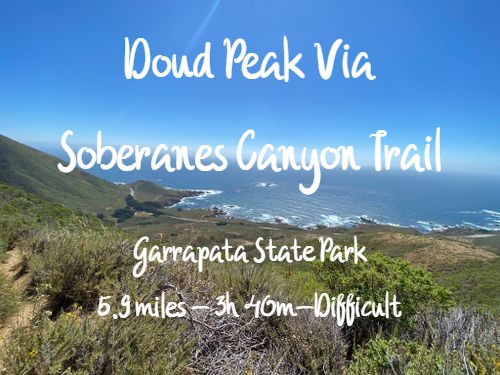 Doud Peak Via
Soberanes Canyon Trail
Garrapata State Park
5.9 miles – 3h 40m–Difficult